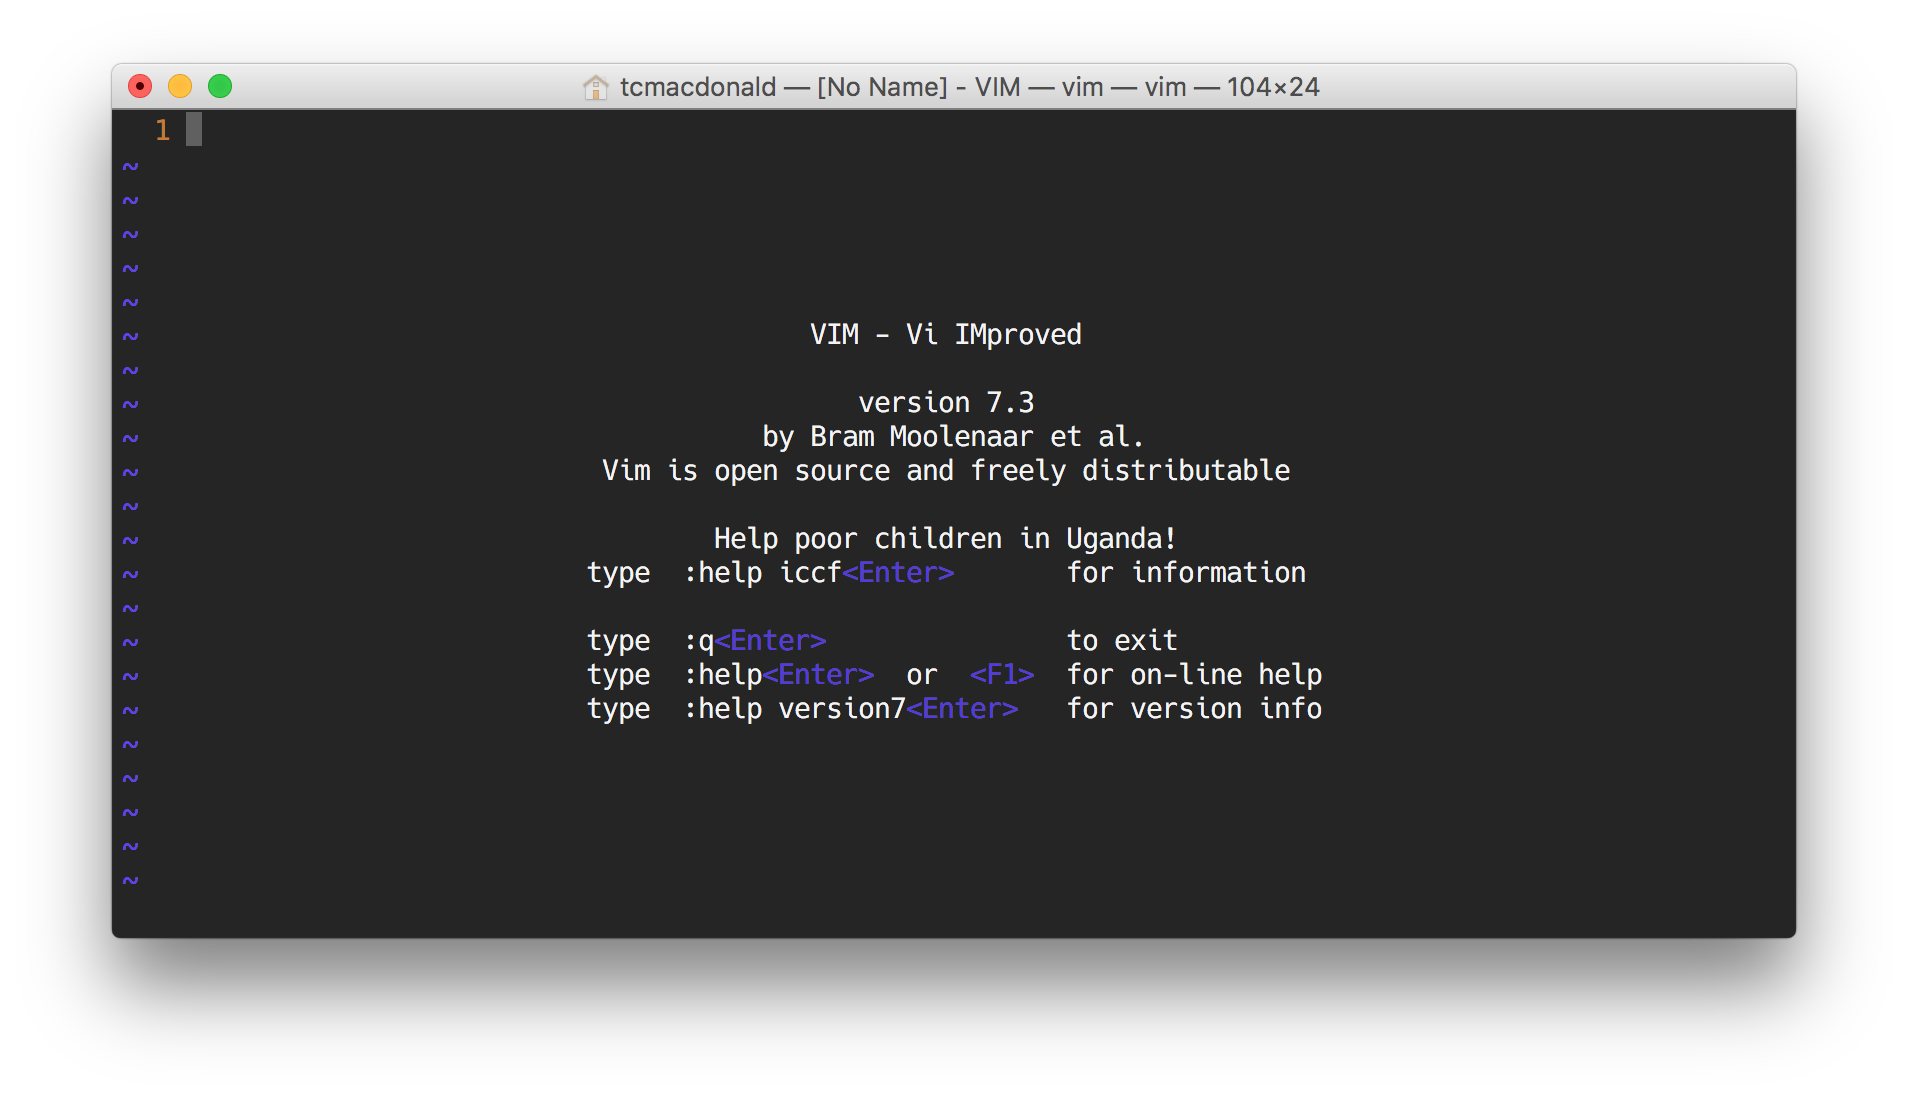 tcmacdonald — [No Name] - VIM — vim — vim — 104×24
1
~
~
~
~
~
~ VIM - Vi IMproved
~
~ version 7.3
~ by Bram Moolenaar et al.
~ Vim is open source and freely distributable
~
~ Help poor children in Uganda!
~ type :help iccf<Enter> for information
~
~ type :q<Enter> to exit
~ type :help<Enter> or <F1> for on-line help
~ type :help version7<Enter> for version info
~
~
~
~
~